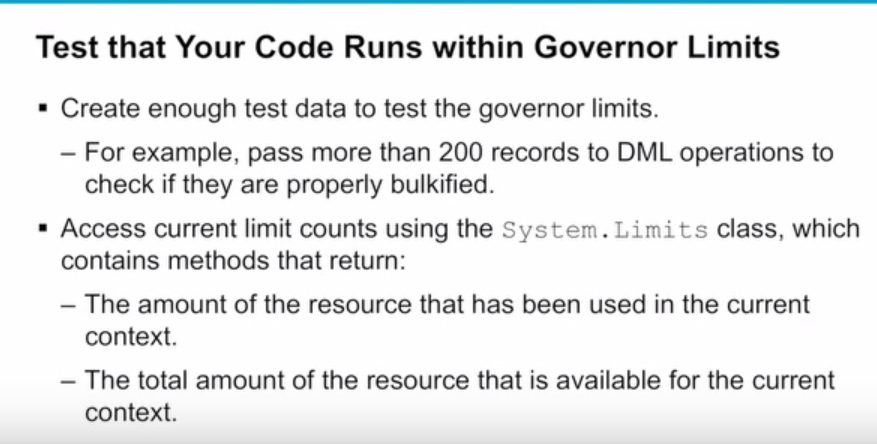 Test that Your Code Runs within Governor Limits
▪ Create enough test data to test the governor limits.
– For example, pass more than 200 records to DML operations to
check if they are properly bulkified.
▪ Access current limit counts using the System.Limits class, which
contains methods that return:
– The amount of the resource that has been used in the current
context.
– The total amount of the resource that is available for the current
context.